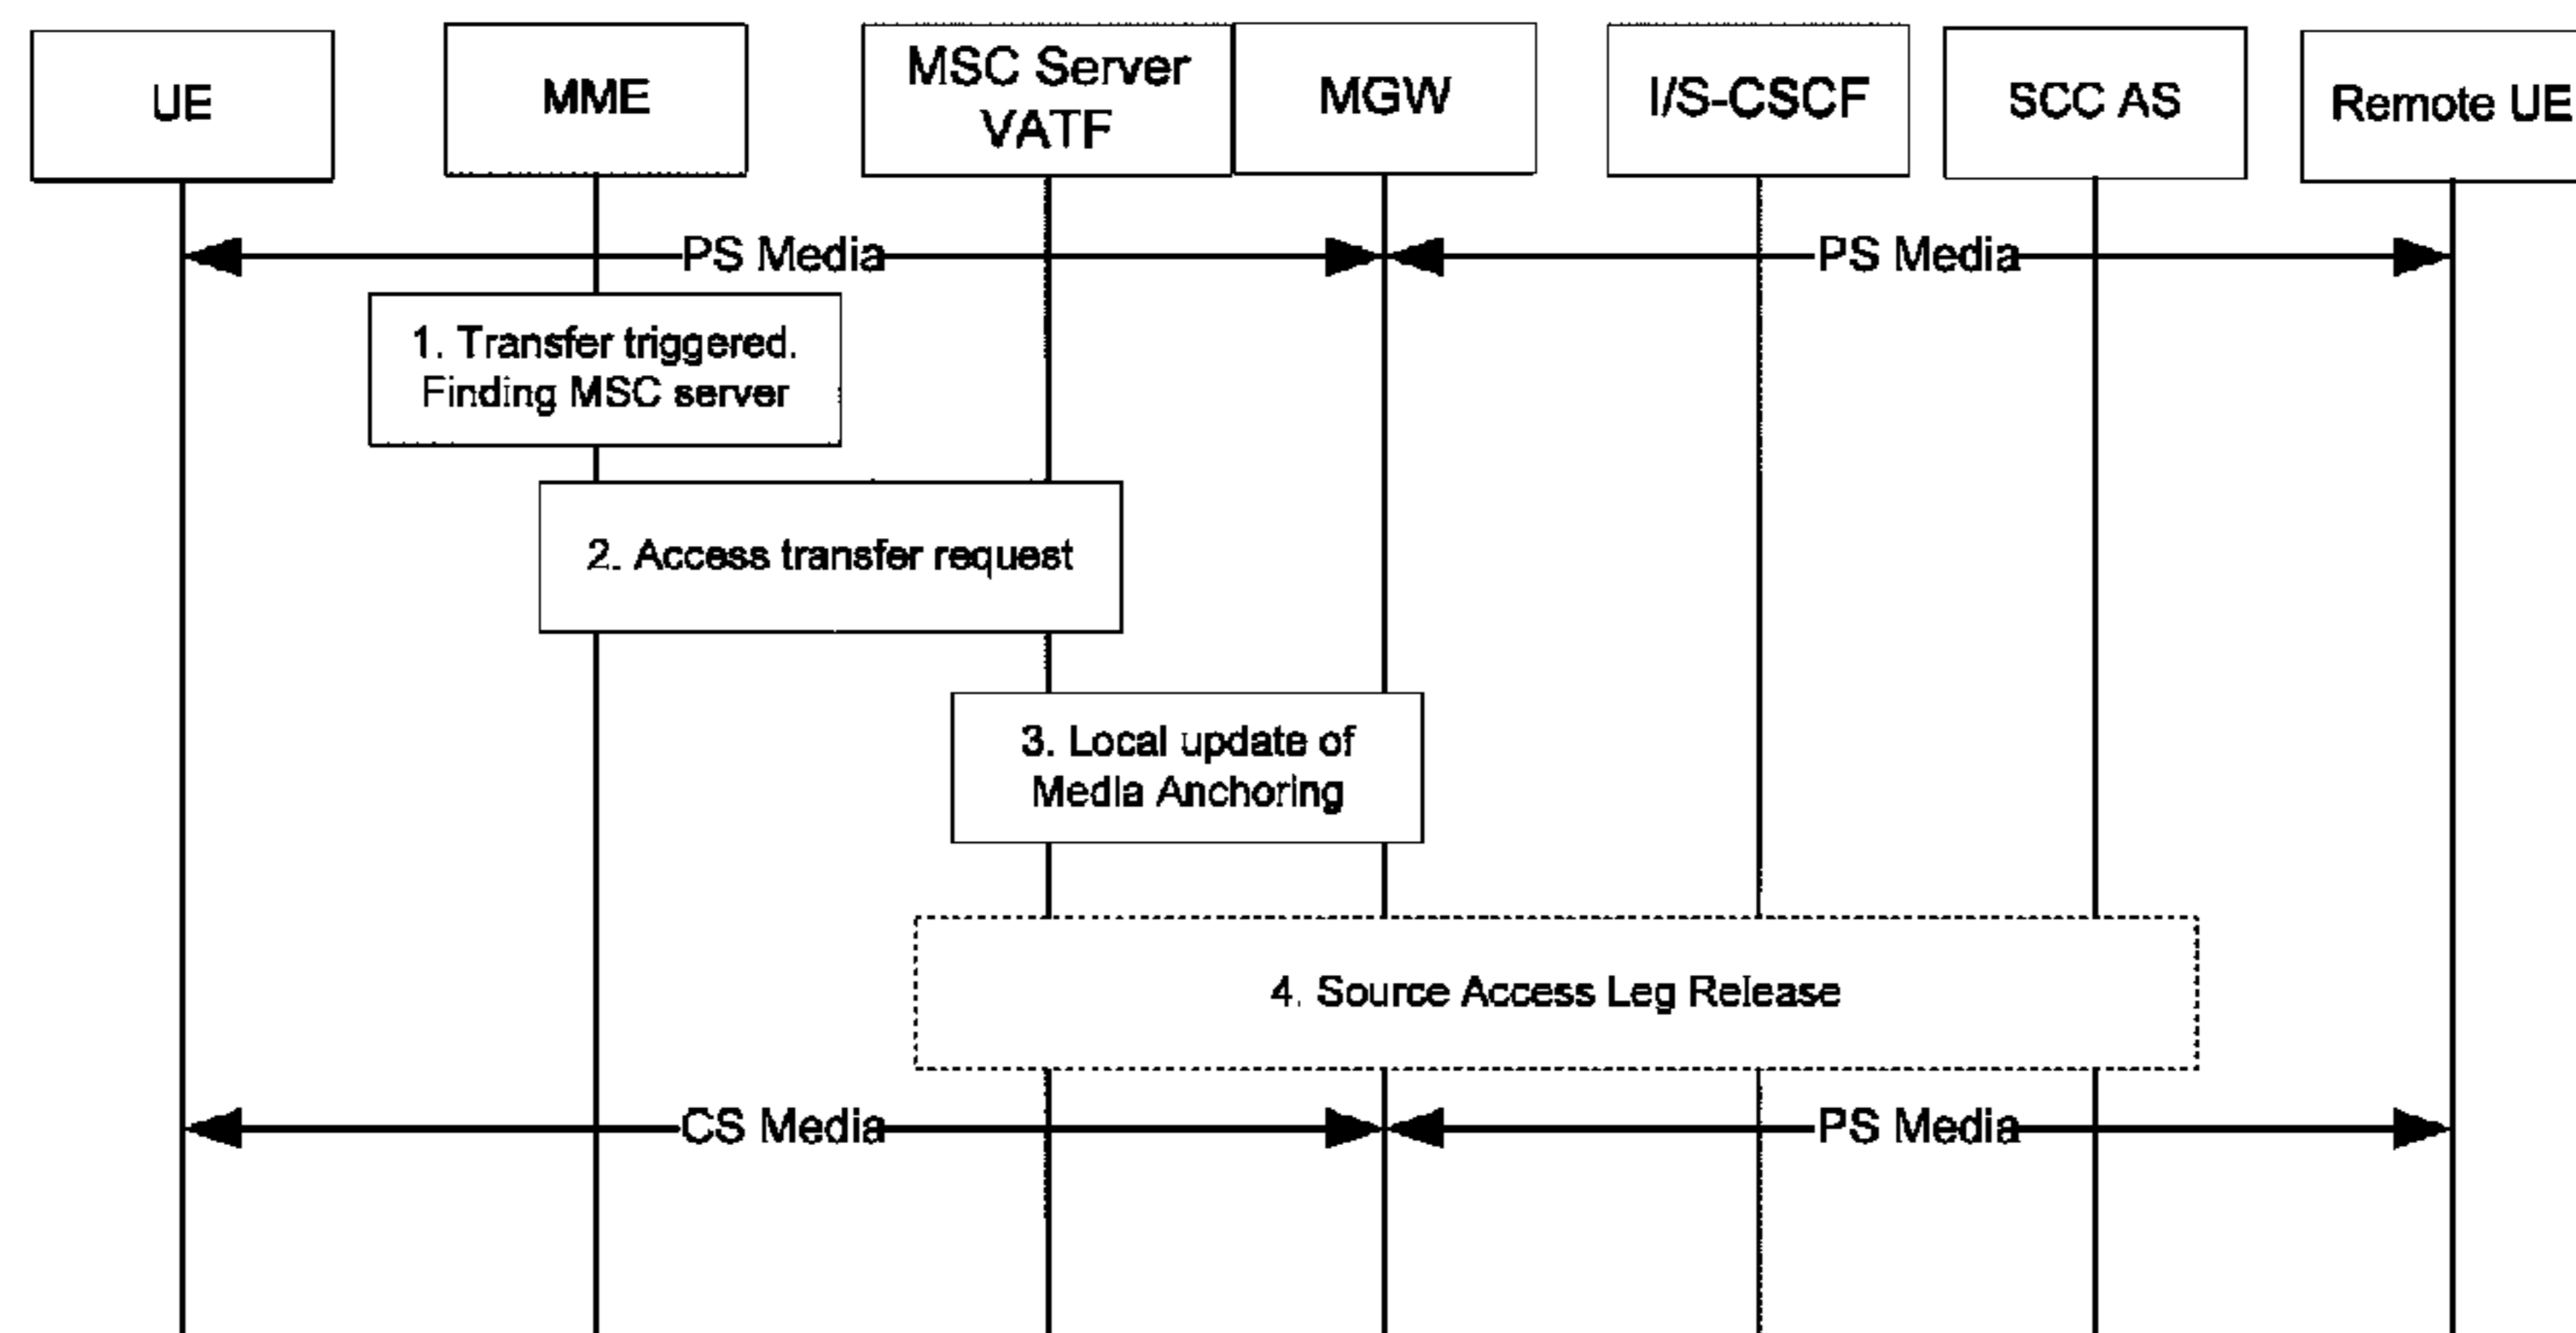 UE
MME
MSC Server
VATF
MGW
I/S-CSCF
SCC AS
Remote UE
PS Media
PS Media
1. Transfer triggered.
Finding MSC server
2. Access transfer request
3. Local update of
Media Anchoring
4. Source Access Leg Release
CS Media
PS Media